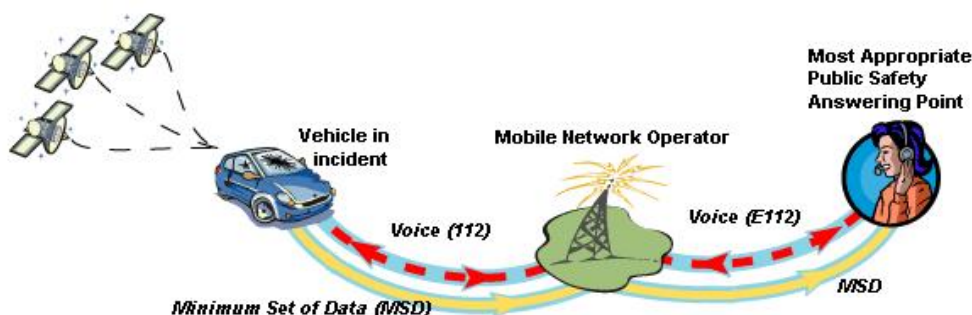 Most Appropriate
Public Safety
Answering Point
Vehicle in
incident
Mobile Network Operator
Voice (112)
Voice (E112)
Minimum Set of Data (MSD)
MSD